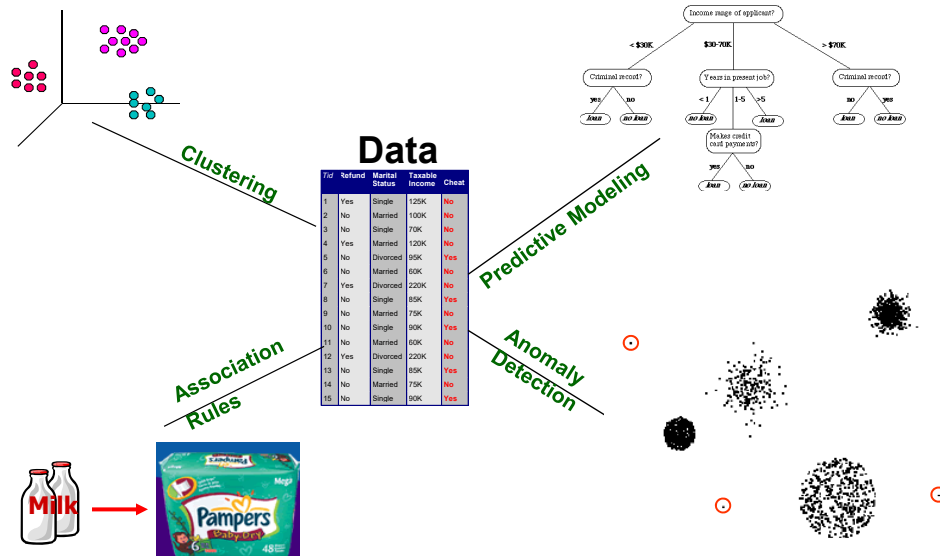 Income range of applicant?
< $30K
$30-70K
> $70K
Criminal record?
Years in present job?
Criminal record?
yes
no
< 1
1-5
>5
no
yes
loan
no loan
no loan
loan
loan
no loan
Makes credit
card payments?
yes
no
loan
no loan
Clustering
Data
Predictive Modeling
Tid Refund Marital Status Taxable Income Cheat
1 Yes Single 125K No
2 No Married 100K No
3 No Single 70K No
4 Yes Married 120K No
5 No Divorced 95K Yes
6 No Married 60K No
7 Yes Divorced 220K No
8 No Single 85K Yes
9 No Married 75K No
10 No Single 90K Yes
11 No Married 60K No
12 Yes Divorced 220K No
13 No Single 85K Yes
14 No Married 75K No
15 No Single 90K Yes
Association
Rules
Anomaly
Detection
Milk
Pampers
Mega
Pampers
Baby Dry
6
48